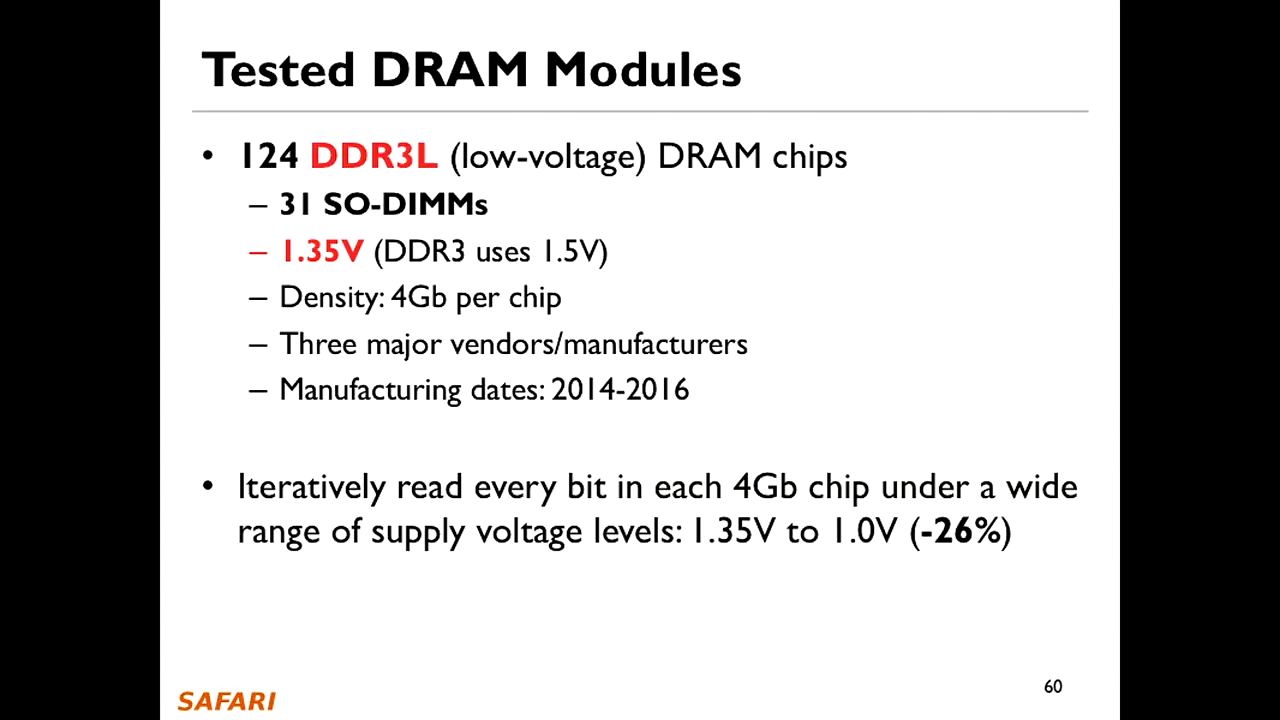 Tested DRAM Modules
• 124 DDR3L (low-voltage) DRAM chips
– 31 SO-DIMMs
– 1.35V (DDR3 uses 1.5V)
– Density: 4Gb per chip
– Three major vendors/manufacturers
– Manufacturing dates: 2014-2016
• Iteratively read every bit in each 4Gb chip under a wide
range of supply voltage levels: 1.35V to 1.0V (-26%)
60
SAFARI